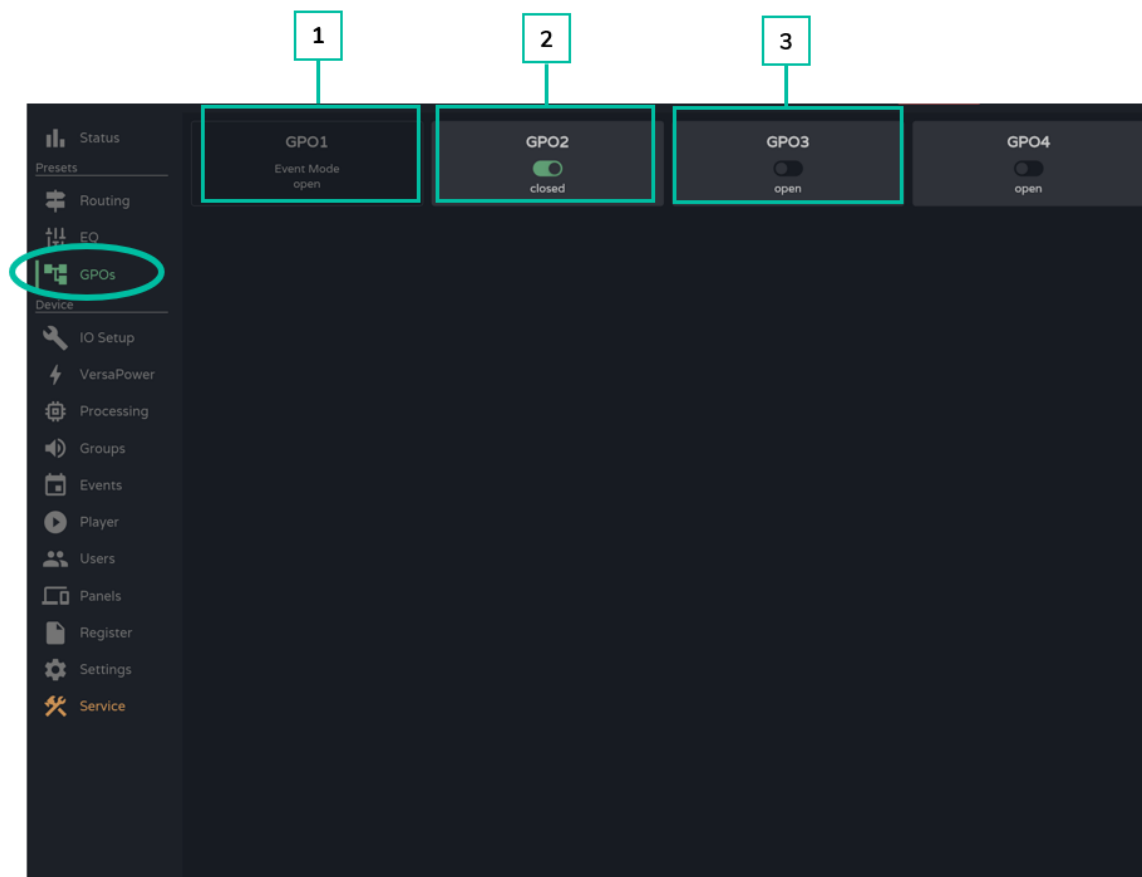 1
2
3
Status
Presets
Routing
EQ
GPOs
Device
IO Setup
VersaPower
Processing
Groups
Events
Player
Users
Panels
Register
Settings
Service
GPO1
Event Mode
open
GPO2
closed
GPO3
open
GPO4
open